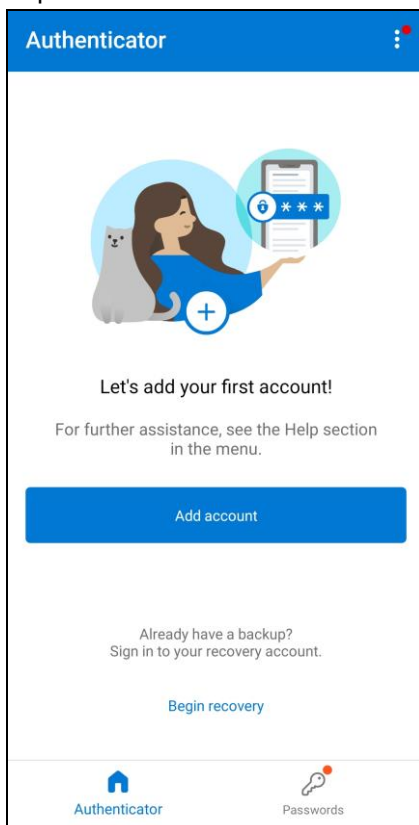 Authenticator
***
Let's add your first account!
For further assistance, see the Help section
in the menu.
Add account
Already have a backup?
Sign in to your recovery account.
Begin recovery
Authenticator
Passwords